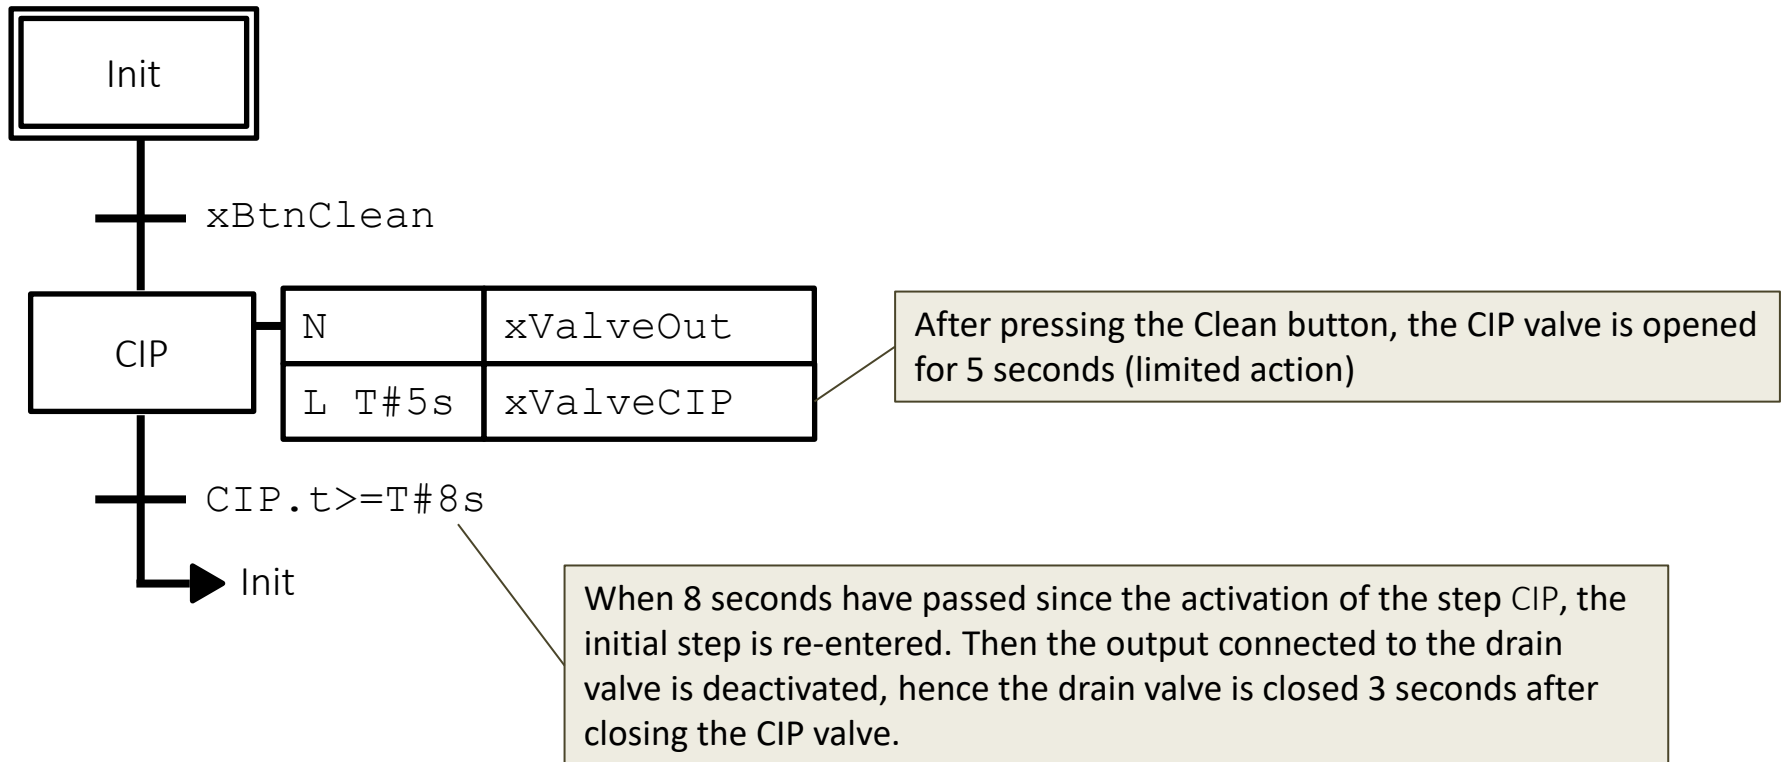 Init
xBtnClean
CIP
N xValveOut
L T#5s xValveCIP
After pressing the Clean button, the CIP valve is opened
for 5 seconds (limited action)
CIP.t>=T#8s
Init
When 8 seconds have passed since the activation of the step CIP, the
initial step is re-entered. Then the output connected to the drain
valve is deactivated, hence the drain valve is closed 3 seconds after
closing the CIP valve.